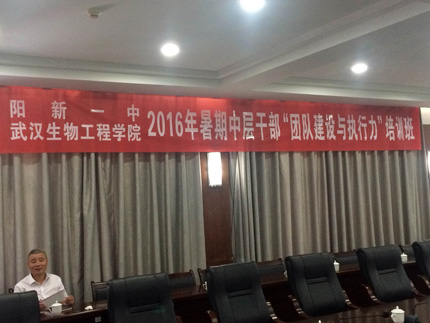 阳新一中
武汉生物工程学院
2016年暑期中层干部“团队建设与执行力”培训班